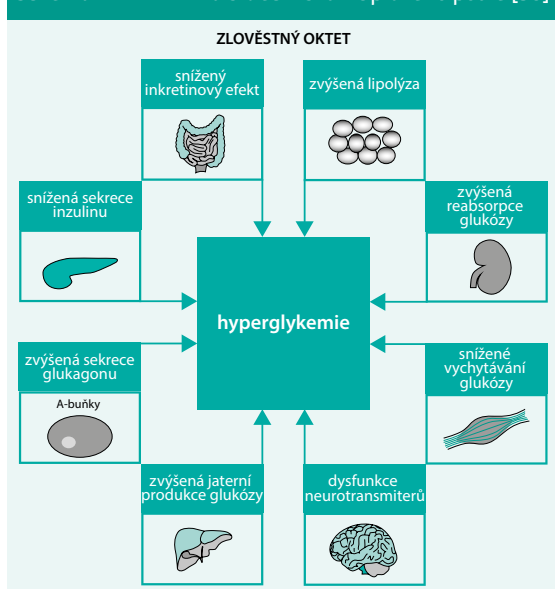 ZLOVĚSTNÝ OKTET
snížený
inkretinový efekt
zvýšená lipolýza
snížená sekrece
inzulinu
zvýšená
reabsorpce
glukózy
hyperglykemie
zvýšená sekrece
glukagonu
A-buňky
snížené
vychytávání
glukózy
zvýšená jaterní
produkce glukózy
dysfunkce
neurotransmiterů